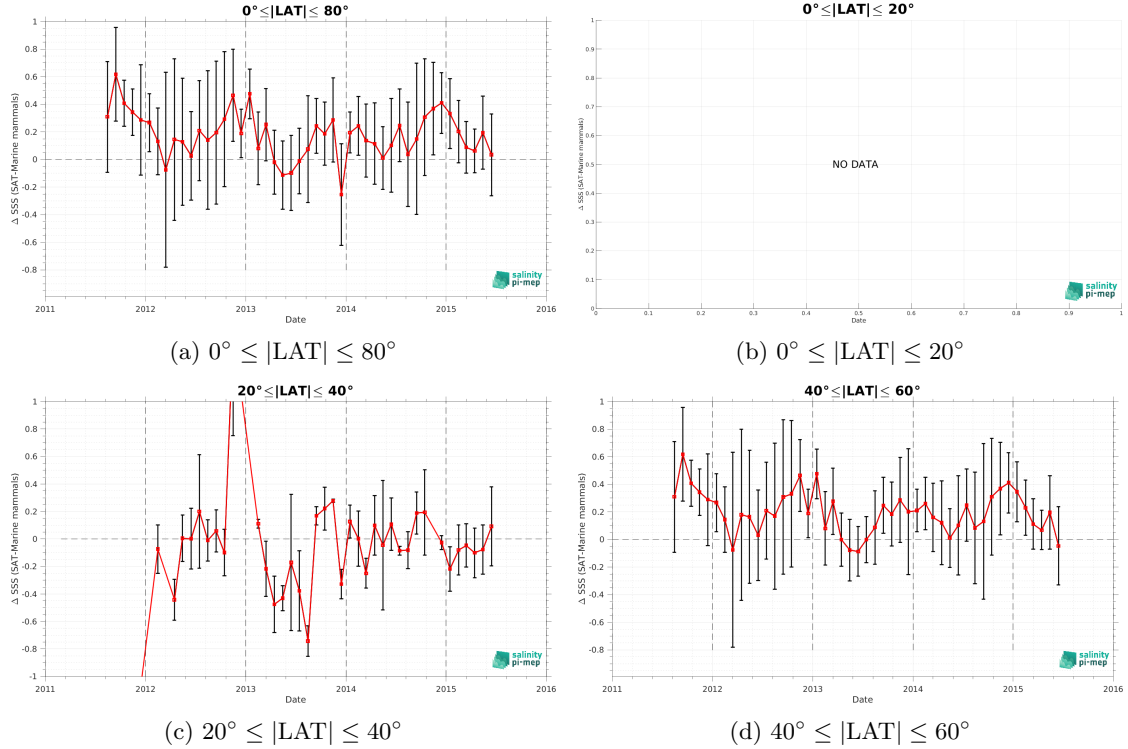 0°≤|LAT|≤ 80°
1
0.8
0.6
0.4
0.2
0
-0.2
-0.4
-0.6
-0.8
Δ SSS (SAT-Marine mammals)
2011 2012 2013 2014 2015 2016
Date
salinity
pi-mep
(a) 0° ≤ |LAT| ≤ 80°
0°≤|LAT|≤ 20°
1
0.9
0.8
0.7
0.6
0.5
0.4
0.3
0.2
0.1
0
Δ SSS (SAT-Marine mammals)
NO DATA
0 0.1 0.2 0.3 0.4 0.5 0.6 0.7 0.8 0.9 1
Date
salinity
pi-mep
(b) 0° ≤ |LAT| ≤ 20°
20°≤|LAT|≤ 40°
1
0.8
0.6
0.4
0.2
0
-0.2
-0.4
-0.6
-0.8
-1
Δ SSS (SAT-Marine mammals)
2011 2012 2013 2014 2015 2016
Date
salinity
pi-mep
(c) 20° ≤ |LAT| ≤ 40°
40°≤|LAT|≤ 60°
1
0.8
0.6
0.4
0.2
0
-0.2
-0.4
-0.6
-0.8
Δ SSS (SAT-Marine mammals)
2011 2012 2013 2014 2015 2016
Date
salinity
pi-mep
(d) 40° ≤ |LAT| ≤ 60°